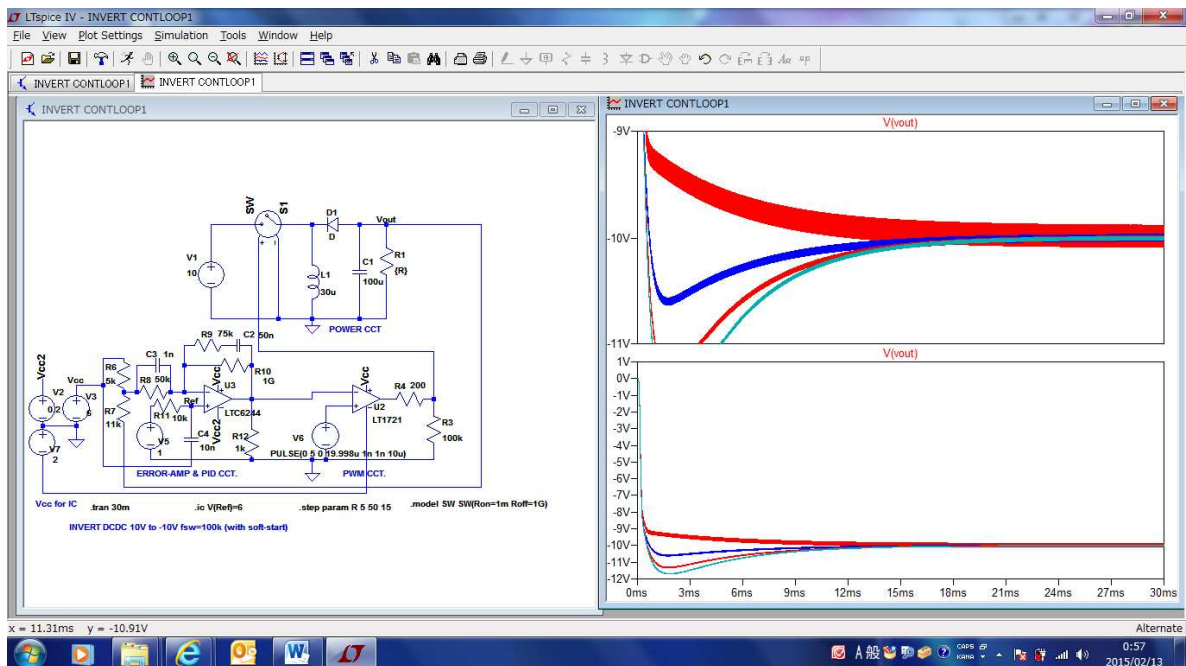 LTspice IV - INVERT CONTLOOP1
File View Plot Settings Simulation Tools Window Help
INVERT CONTLOOP1
INVERT CONTLOOP1
INVERT CONTLOOP1
SW
S1
D1
D
Vout
V1
10
L1
30u
C1
100u
R1
{R}
POWER CCT
R9 75k C2 50n
C3 1n
R10
1G
Vcc2
Vcc
R6
5k
R8 50k
Vcc
U3
LTC6244
Vcc2
Vcc
U2
LT1721
R4 200
V2
0.2
V3
R7
11k
Ref
R11 10k
C4
10n
R12
1k
V6
R3
100k
V7
2
V5
1
PULSE(0 5 0 19.998u 1n 1n 10u)
ERROR-AMP & PID CCT.
PWM CCT.
Vcc for IC
.tran 30m
.ic V(Ref)=6
.step param R 5 50 15
.model SW SW(Ron=1m Roff=1G)
INVERT DCDC 10V to -10V fsw=100k (with soft-start)
INVERT CONTLOOP1
V(vout)
-9V
-10V
-11V
V(vout)
1V
0V
-1V
-2V
-3V
-4V
-5V
-6V
-7V
-8V
-9V
-10V
-11V
-12V
0ms 3ms 6ms 9ms 12ms 15ms 18ms 21ms 24ms 27ms 30ms
x = 11.31ms y = -10.91V
Alternate
A 般
CAPS
KANA
0:57
2015/02/13